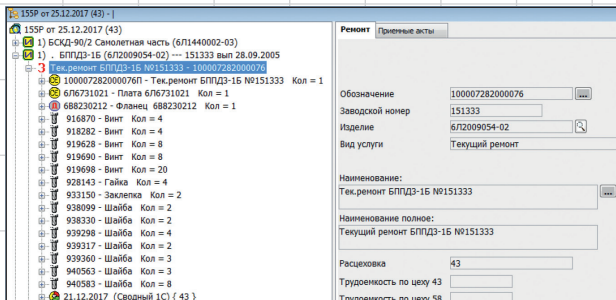 155Р от 25.12.2017 (43) - |
155Р от 25.12.2017 (43)
1) БСКД-90/2 Самолетная часть (6Л1440002-03)
1) . БППДЗ-1Б (6Л2009054-02) --- 151333 вып 28.09.2005
3 Тек.ремонт БППДЗ-1Б №151333 - 100007282000076
100007282000076П - Тек.ремонт БППДЗ-1Б №151333 Кол = 1
6Л6731021 - Плата 6Л6731021 Кол = 1
6В8230212 - Фланец 6В8230212 Кол = 1
916870 - Винт Кол = 4
918282 - Винт Кол = 4
919628 - Винт Кол = 8
919690 - Винт Кол = 8
919698 - Винт Кол = 20
928143 - Гайка Кол = 4
933150 - Заклепка Кол = 2
938099 - Шайба Кол = 2
938330 - Шайба Кол = 2
939298 - Шайба Кол = 4
939317 - Шайба Кол = 2
939360 - Шайба Кол = 3
940563 - Шайба Кол = 3
940583 - Шайба Кол = 8
21.12.2017 (Сводный 1С) { 43 }
Ремонт Приемные акты
Обозначение 100007282000076 ...
Заводской номер 151333
Изделие 6Л2009054-02
Вид услуги Текущий ремонт
Наименование:
Тек.ремонт БППДЗ-1Б №151333 ...
Наименование полное:
Текущий ремонт БППДЗ-1Б №151333
Расцеховка 43
Трудоемкость по цеху 43
Трудоемкость по цеху 58